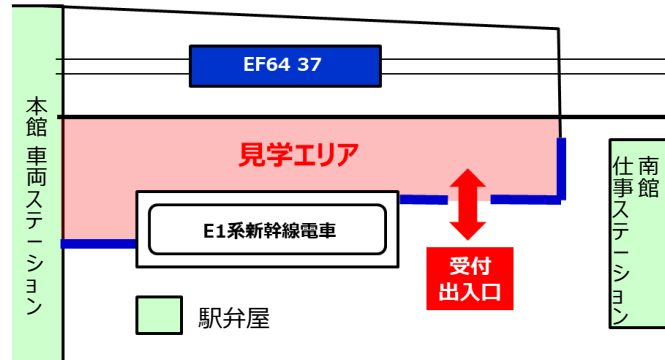 EF64 37
本館 車両ステーション
見学エリア
E1系新幹線電車
受付
出入口
南館
仕事ステーション
駅弁屋